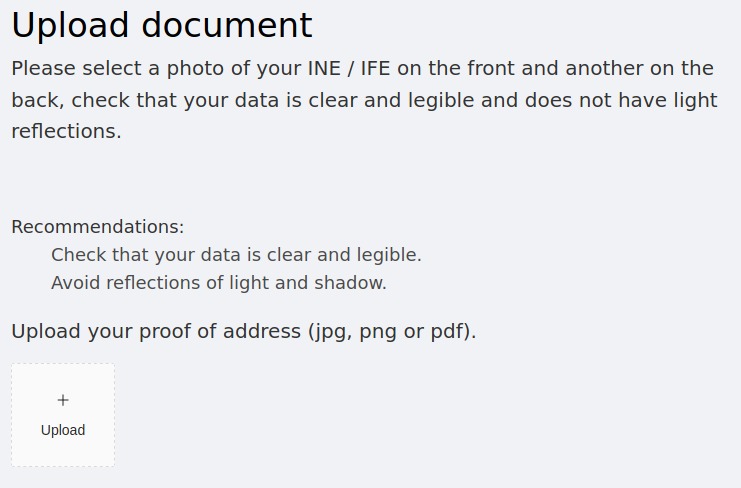 Upload document
Please select a photo of your INE / IFE on the front and another on the
back, check that your data is clear and legible and does not have light
reflections.
Recommendations:
Check that your data is clear and legible.
Avoid reflections of light and shadow.
Upload your proof of address (jpg, png or pdf).
+
Upload